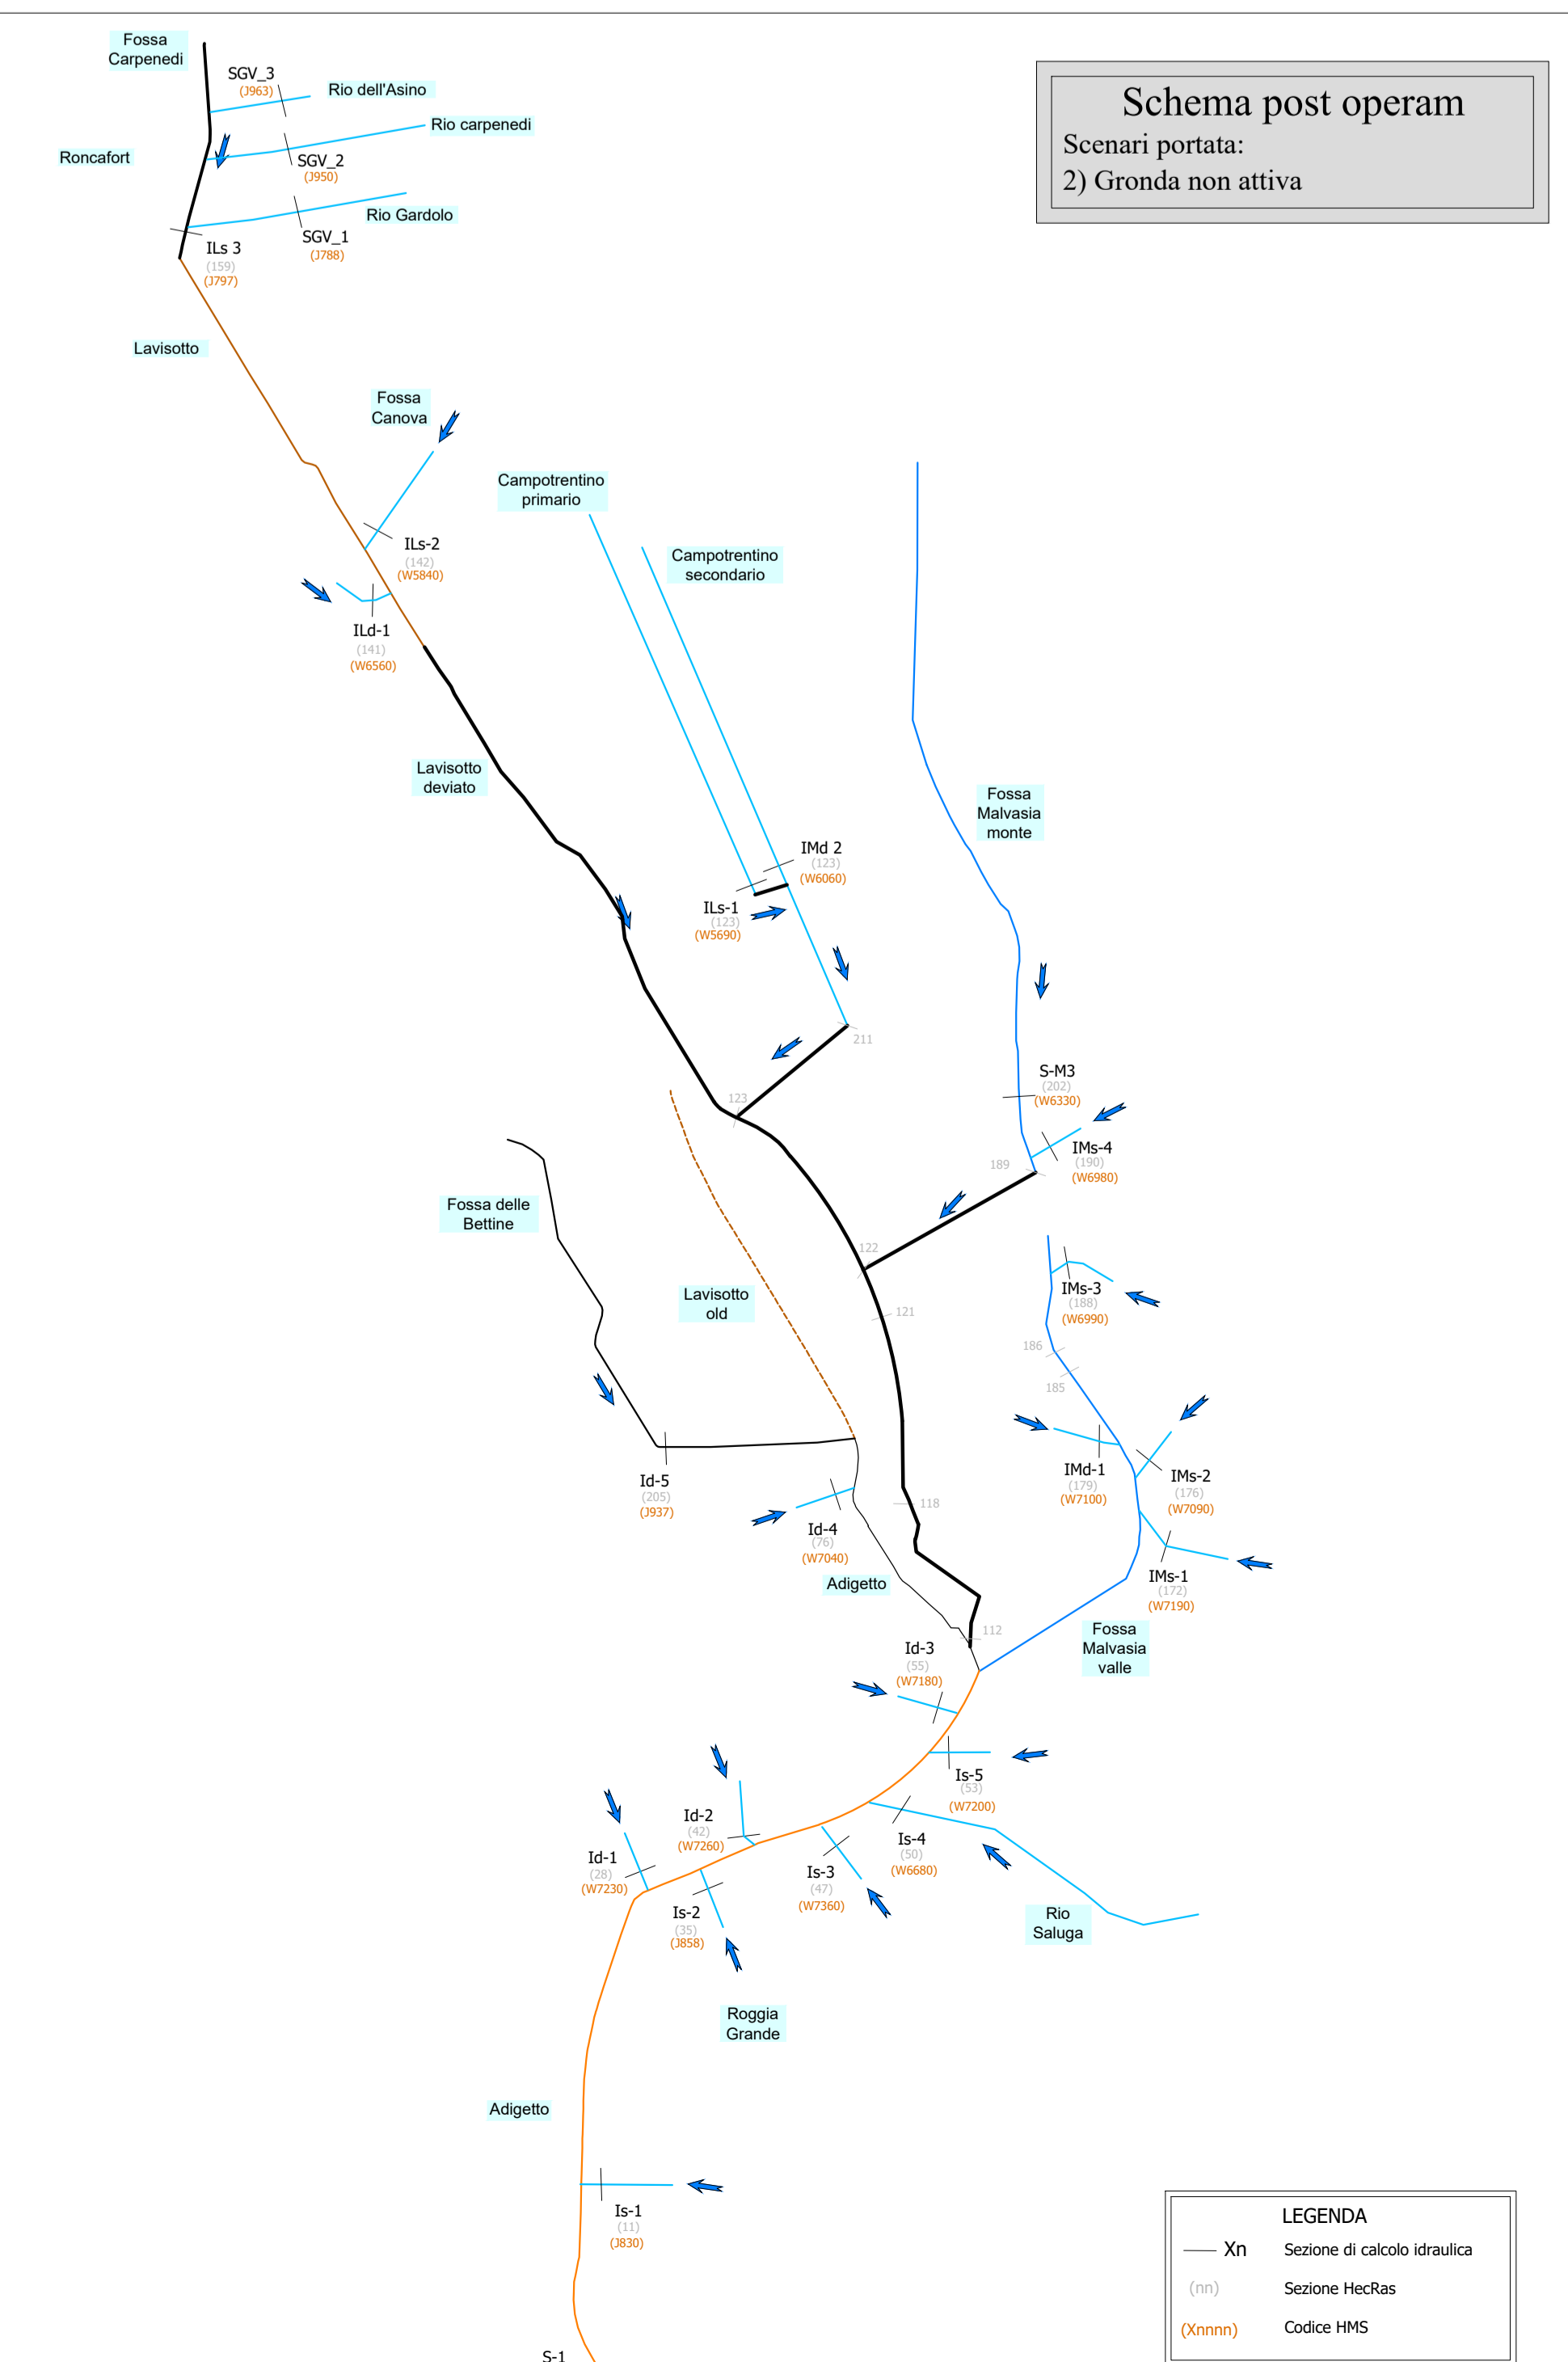 Fossa
Carpenedi
SGV_3
(J963)
Rio dell'Asino
Rio carpenedi
Roncafort
SGV_2
(J950)
Rio Gardolo
SGV_1
(J788)
ILs 3
(159)
(J797)
Schema post operam
Scenari portata:
2) Gronda non attiva
Lavisotto
Fossa
Canova
ILs-2
(142)
(W5840)
ILd-1
(141)
(W6560)
Campotrentino
primario
Campotrentino
secondario
Lavisotto
deviato
Fossa
Malvasia
monte
IMd 2
(123)
(W6060)
ILs-1
(123)
(W5690)
211
123
S-M3
(202)
(W6330)
IMs-4
(190)
(W6980)
189
Fossa delle
Bettine
122
Lavisotto
old
121
IMs-3
(188)
(W6990)
186
185
Id-5
(205)
(J937)
IMd-1
(179)
(W7100)
IMs-2
(176)
(W7090)
118
Id-4
(76)
(W7040)
Adigetto
IMs-1
(172)
(W7190)
112
Fossa
Malvasia
valle
Id-3
(55)
(W7180)
Is-5
(53)
(W7200)
Id-2
(42)
(W7260)
Is-4
(50)
(W6680)
Id-1
(28)
(W7230)
Is-3
(47)
(W7360)
Is-2
(35)
(J858)
Rio
Saluga
Roggia
Grande
Adigetto
Is-1
(11)
(J830)
S-1
LEGENDA
Xn Sezione di calcolo idraulica
(nn) Sezione HecRas
(Xnnnn) Codice HMS